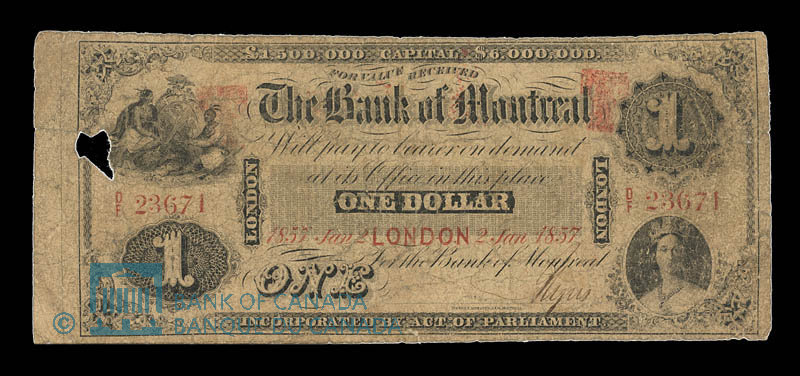 $1,500,000. CAPITAL $6,000,000.
FOR VALUE RECEIVED
The Bank of Montreal
1
Will pay to bearer on demand
at its Office in this place
LONDON
ONE DOLLAR
LONDON
D/F 23671
D/F 23671
1857 Jan 2 LONDON 2 Jan 1857
1
ONE
For the Bank of Montreal
INCORPORATED BY ACT OF PARLIAMENT
© BANK OF CANADA
BANQUE DU CANADA